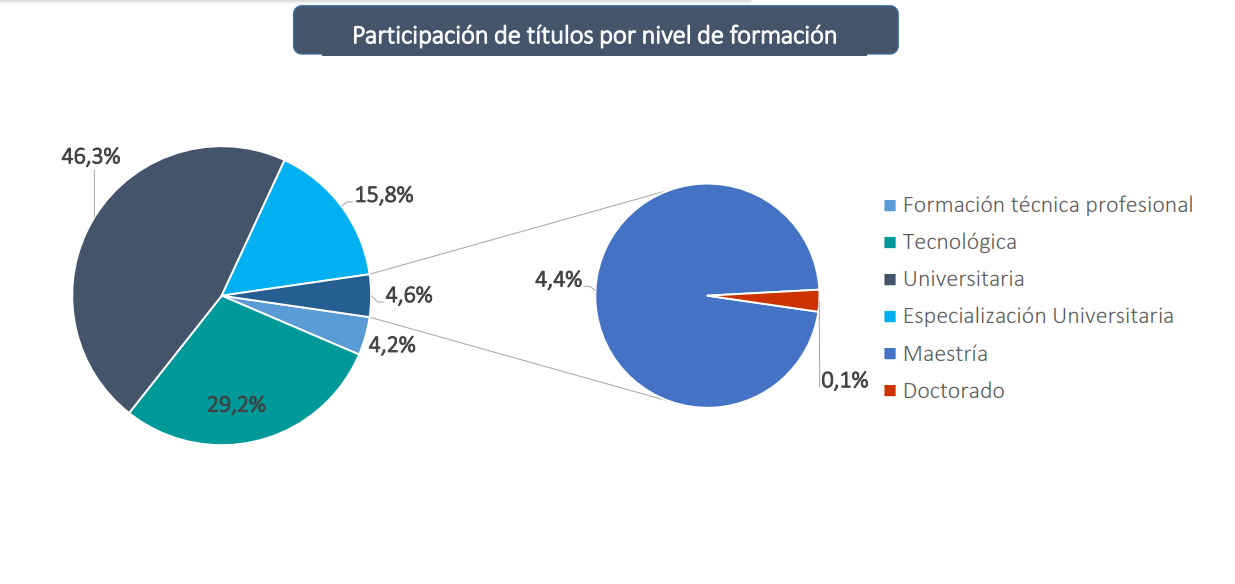 Participación de títulos por nivel de formación
46,3%
15,8%
4,6%
4,2%
29,2%
4,4%
0,1%
Formación técnica profesional
Tecnológica
Universitaria
Especialización Universitaria
Maestría
Doctorado